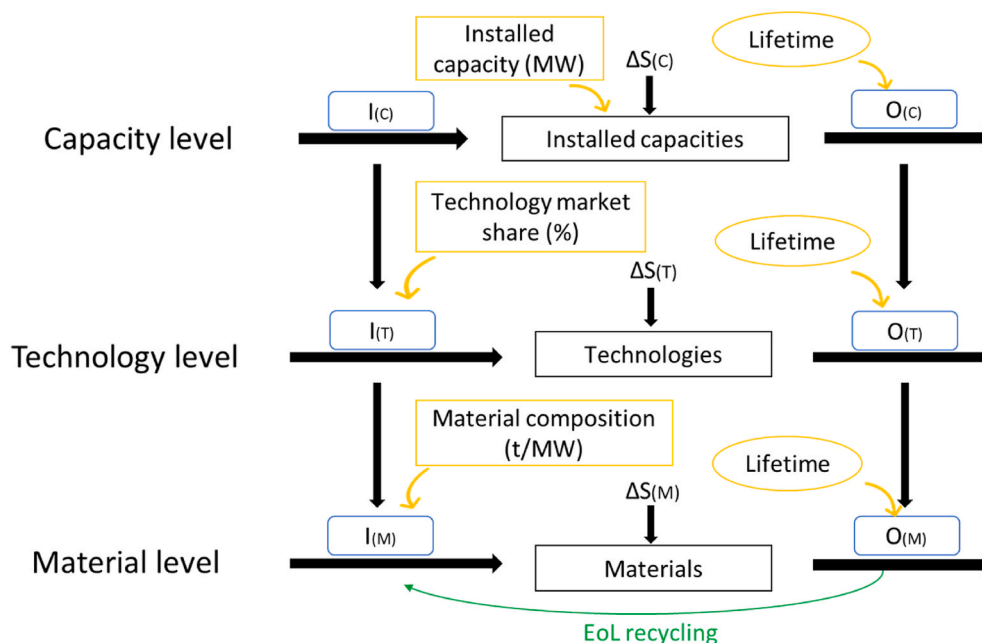 Installed
capacity (MW)
ΔS(C)
Lifetime
Capacity level
I(C)
Installed capacities
O(C)
Technology market
share (%)
ΔS(T)
Lifetime
Technology level
I(T)
Technologies
O(T)
Material composition
(t/MW)
ΔS(M)
Lifetime
Material level
I(M)
Materials
O(M)
EoL recycling